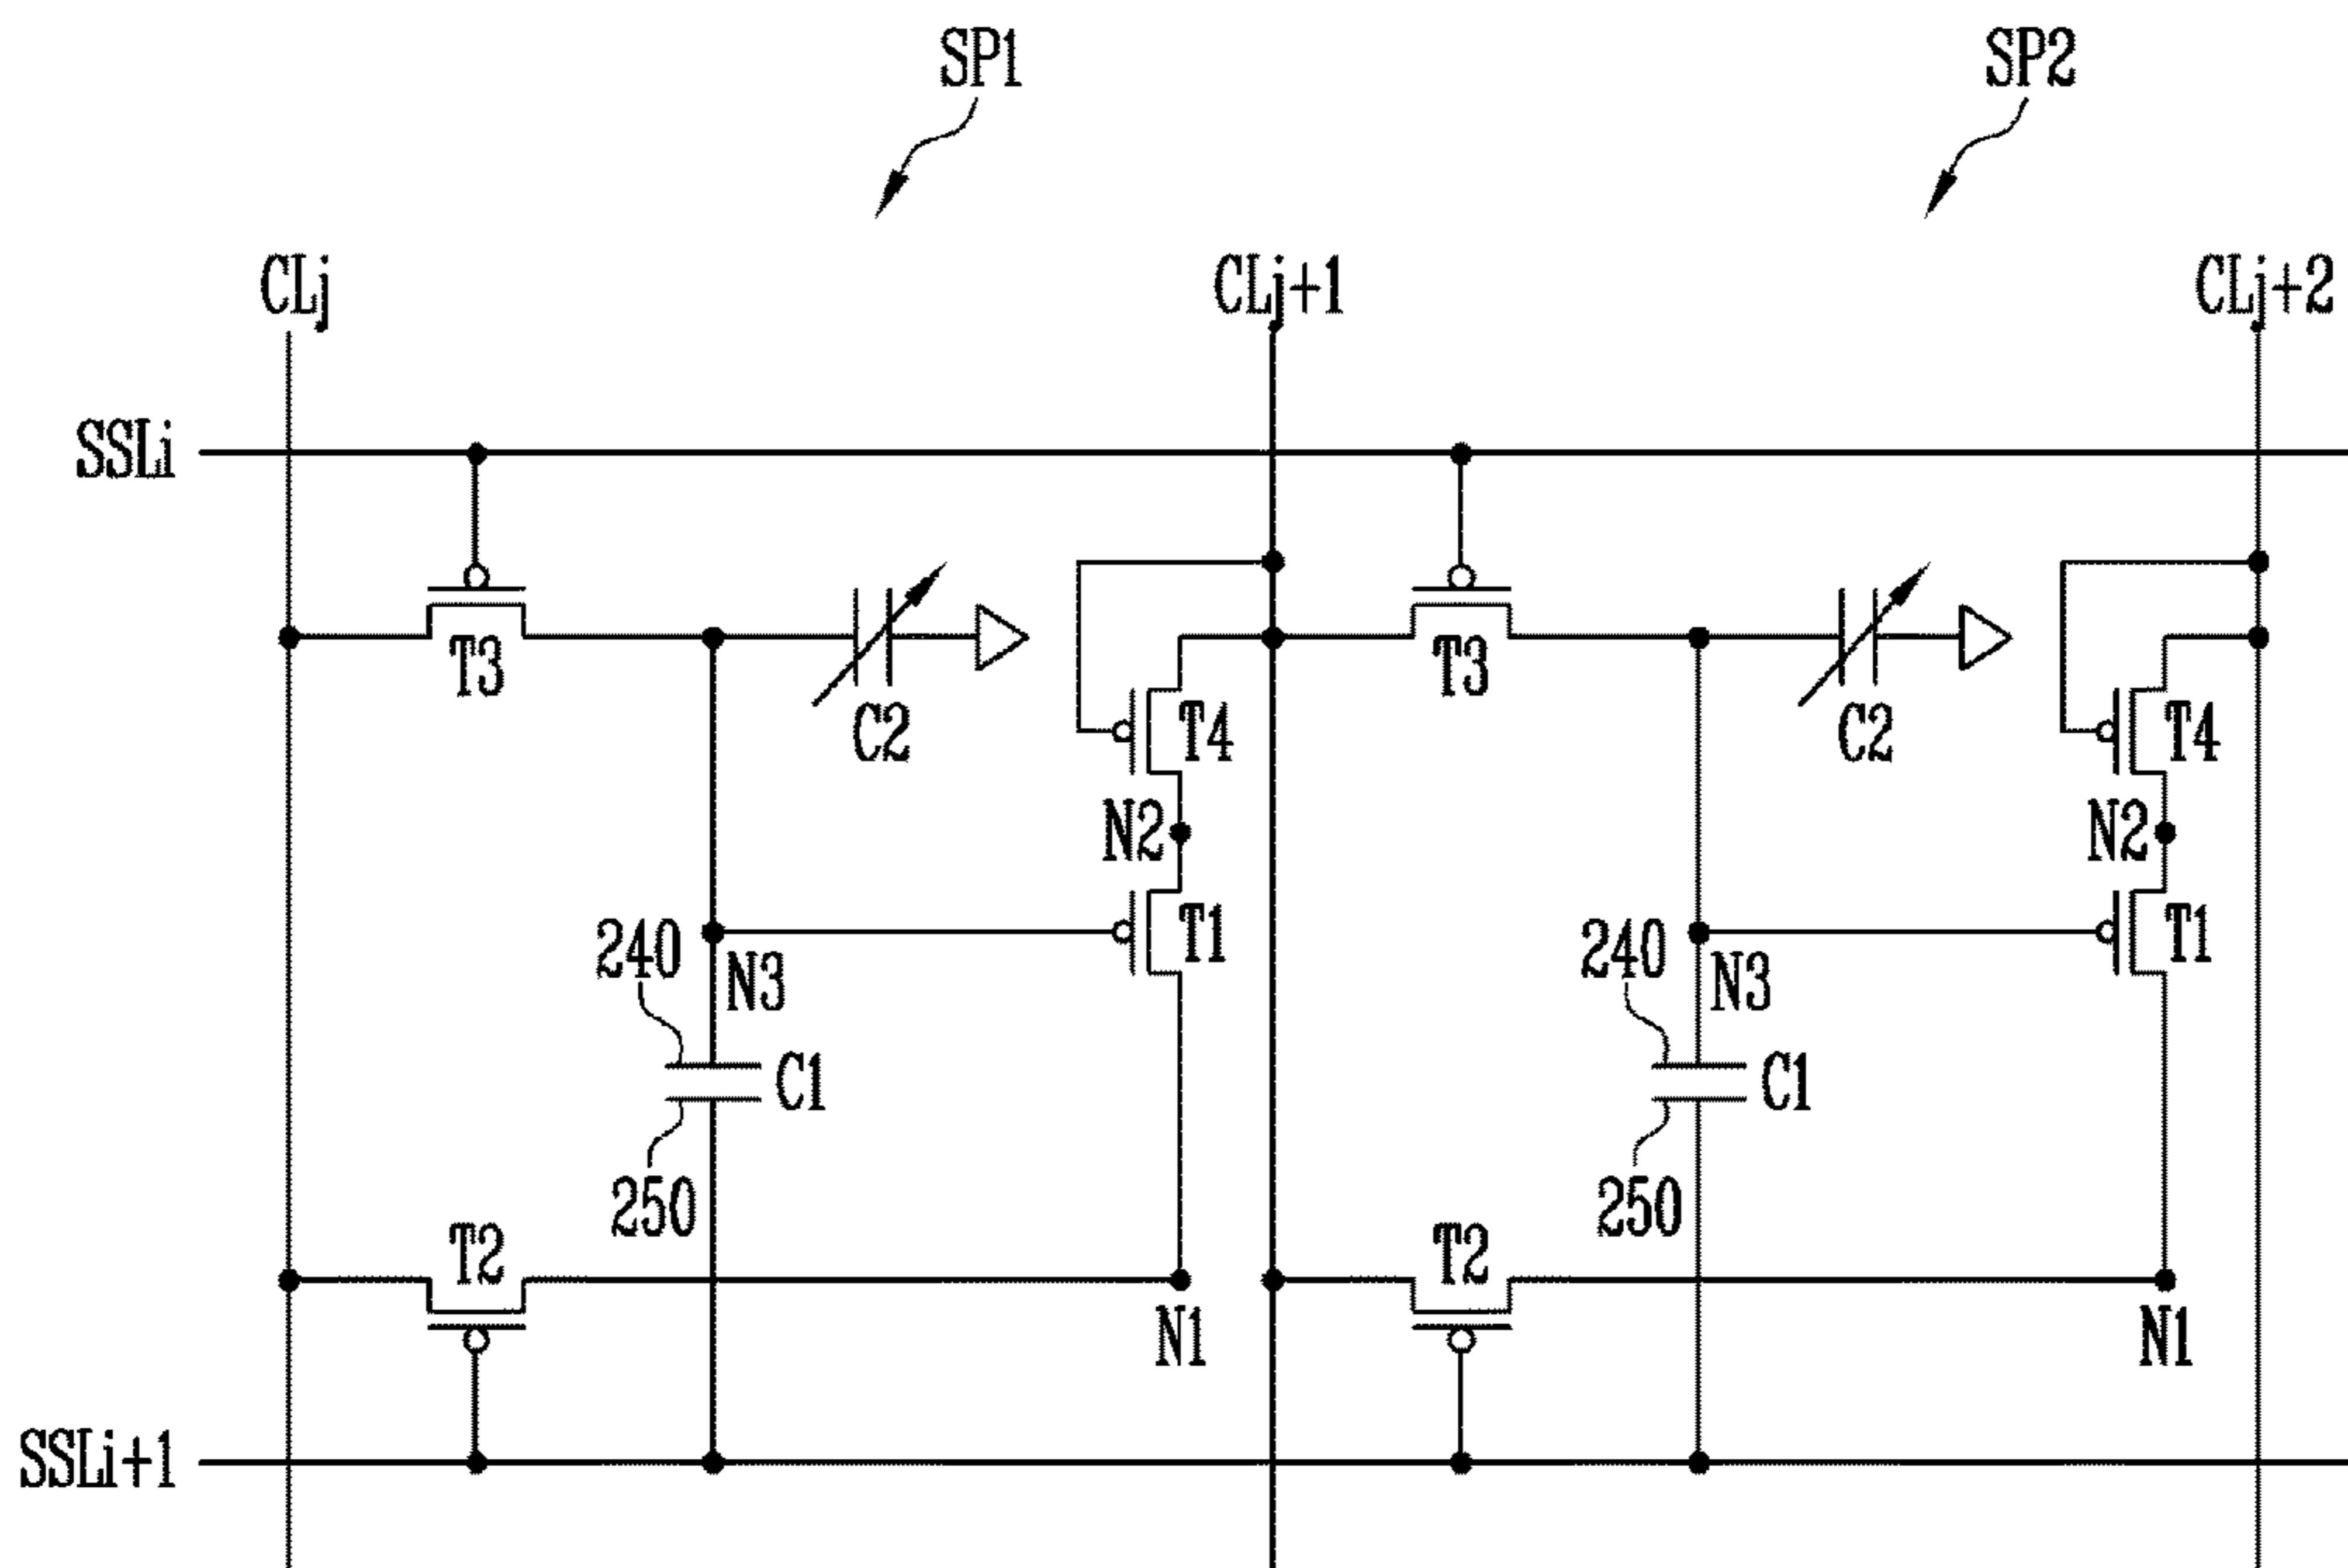 SP1 SP2
CLj CLj+1 CLj+2
SSLi
T3 C2 T4 T3 C2 T4
N2 N2
240 N3 T1 240 N3 T1
C1 C1
250 250
T2 N1 T2 N1
SSLi+1